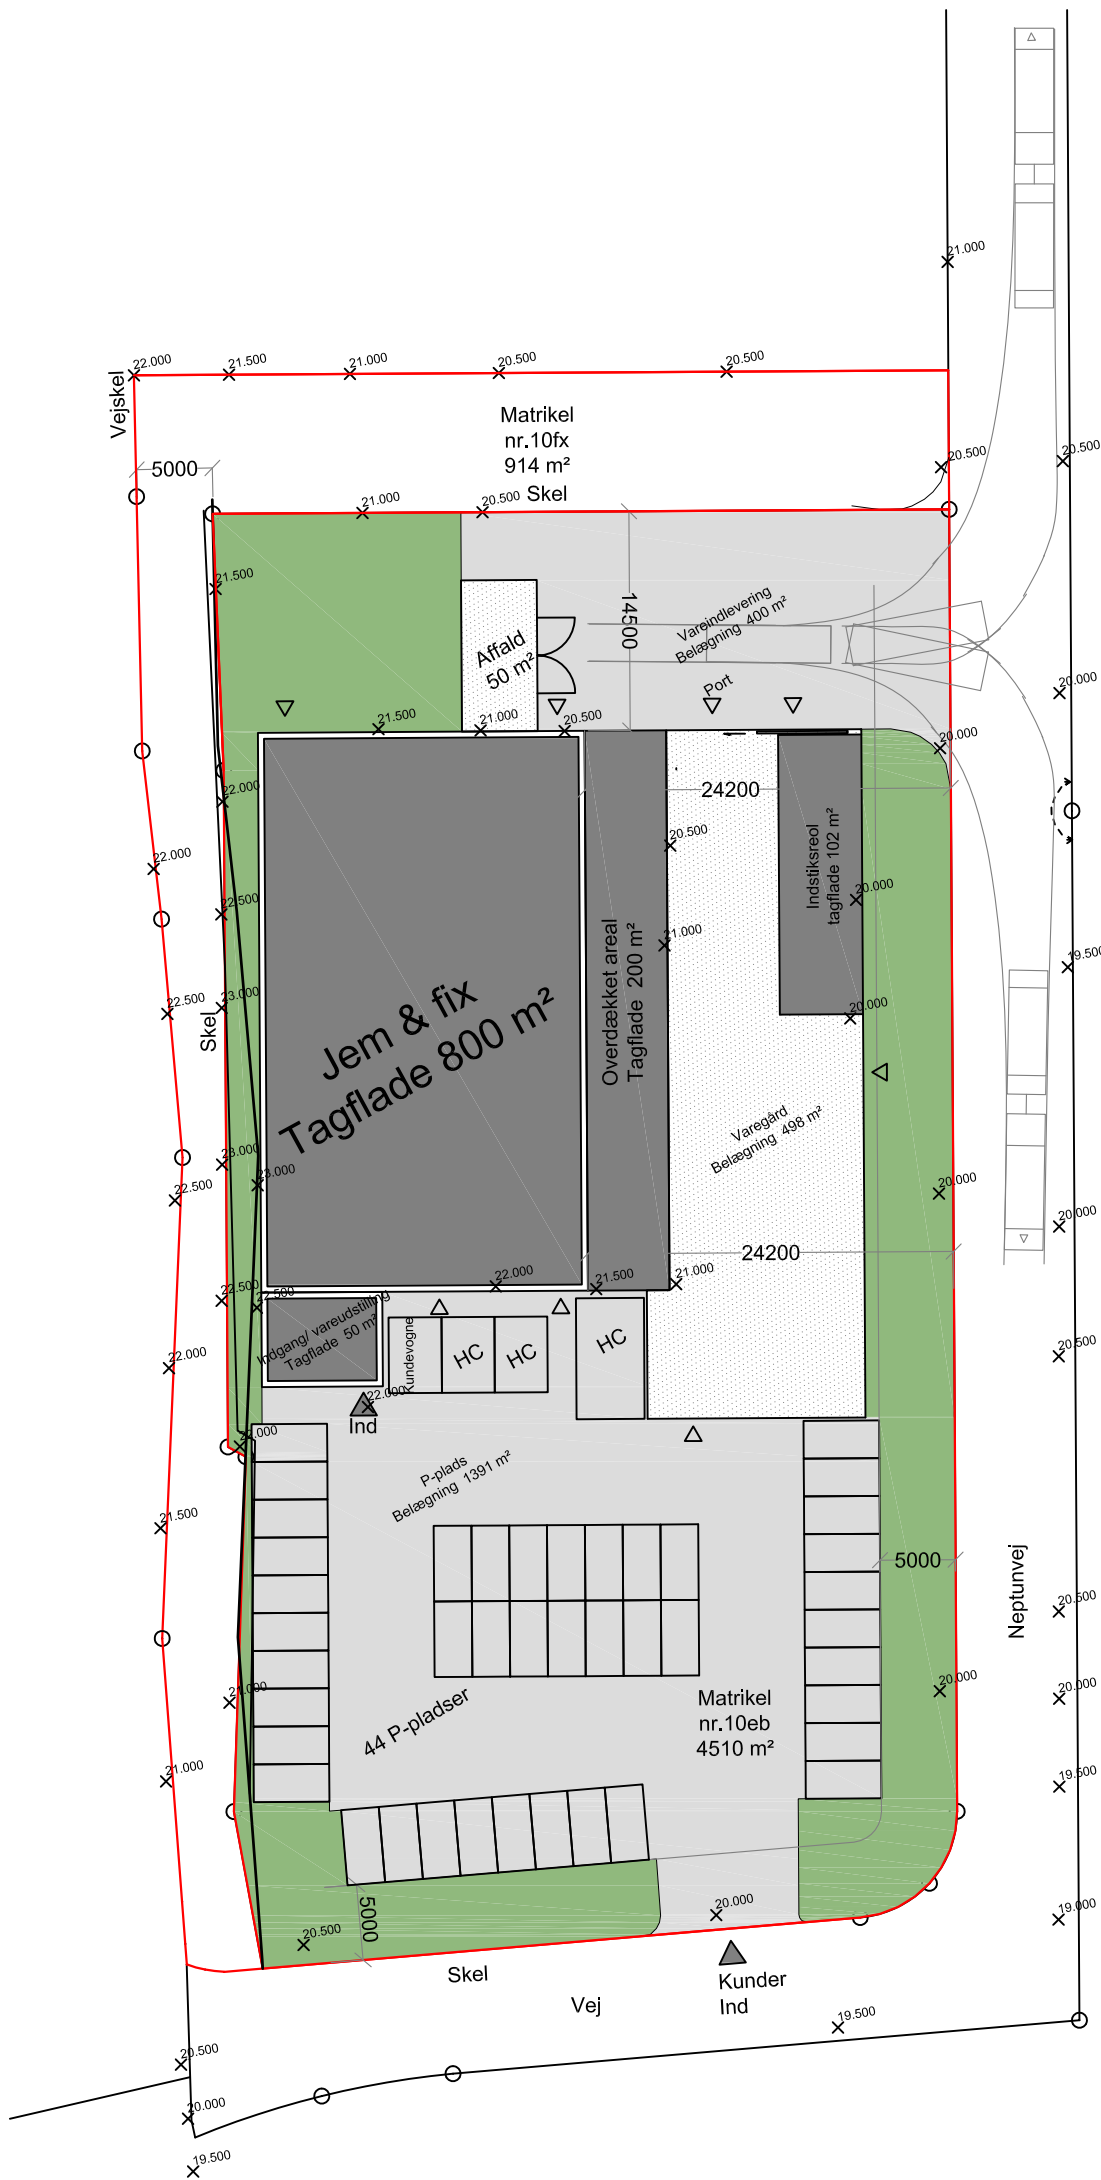 21.000
22.000
21.500
21.000
20.500
20.500
Vejskel
Matrikel
nr.10fx
914 m²
Skel
5000
20.500
20.500
21.000
20.500
21.500
14500
Vareindlevering
Belægning 400 m²
Affald
50 m²
Port
20.000
21.500
21.000
20.500
20.000
22.000
24200
20.500
22.000
Indstiksreol
tagflade 102 m²
20.000
22.500
21.000
19.500
Overdækket areal
Tagflade 200 m²
Jem & fix
Tagflade 800 m²
22.500
23.000
Skel
20.000
Varegård
Belægning 498 m²
23.000
23.000
22.500
20.000
20.000
24200
22.000
21.500
21.000
22.500
22.500
Indgang/ vareudstilling
Tagflade 50 m²
Kundevogne
HC
HC
HC
22.000
20.500
22.000
Ind
22.000
P-plads
Belægning 1391 m²
21.500
5000
Neptunvej
20.500
21.000
20.000
20.000
44 P-pladser
Matrikel
nr.10eb
4510 m²
21.000
19.500
5000
20.500
20.000
19.000
Skel
Kunder
Ind
Vej
19.500
20.500
20.000
19.500